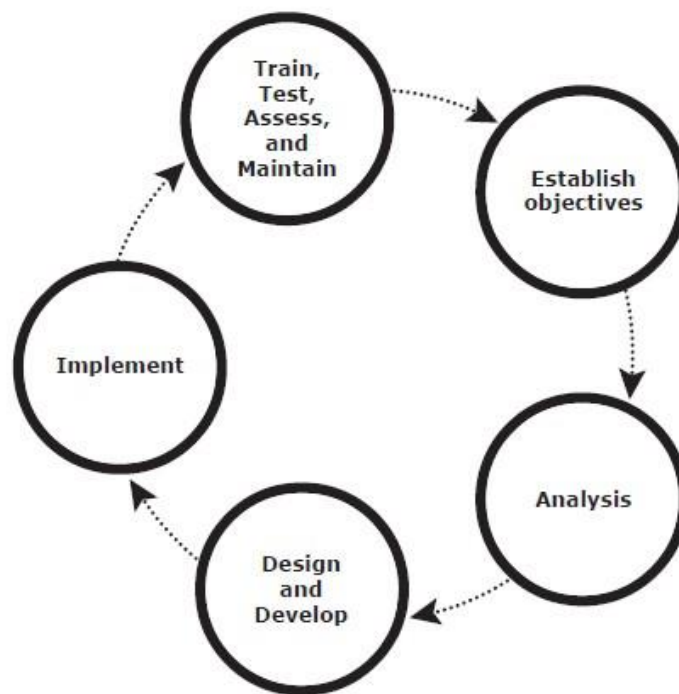 Train,
Test,
Assess,
and
Maintain
Establish
objectives
Analysis
Design
and
Develop
Implement